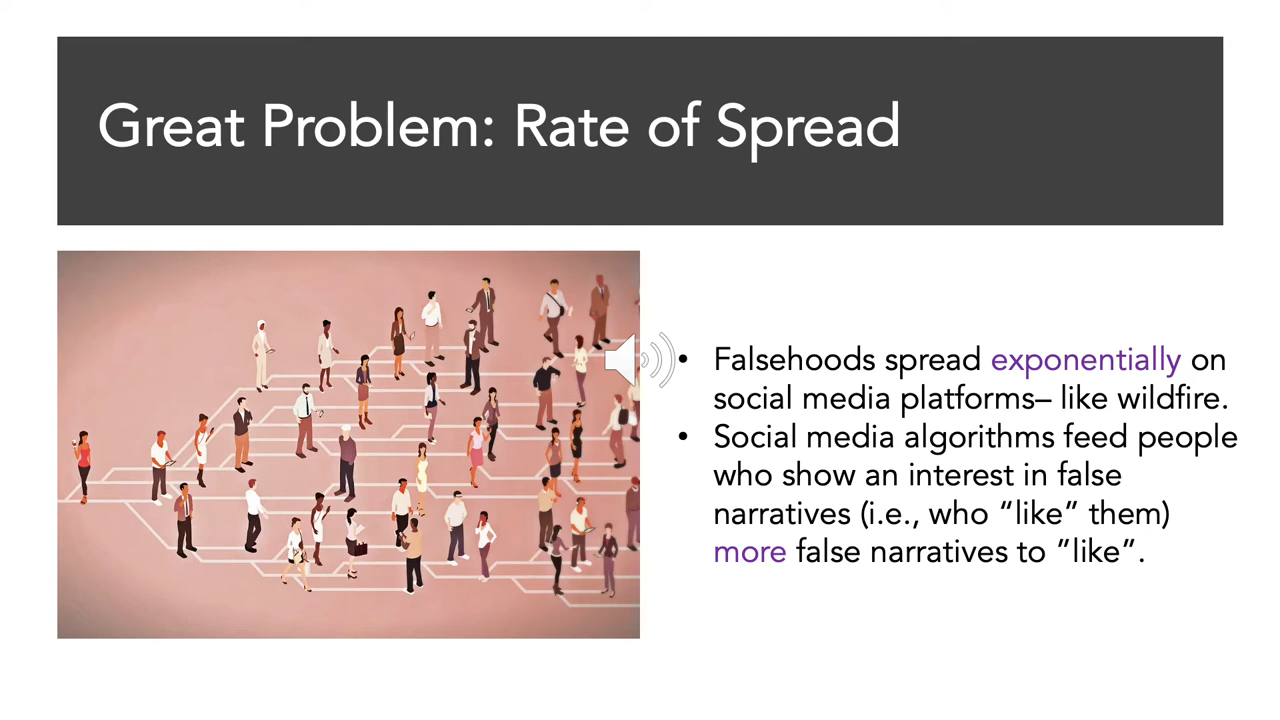 Great Problem: Rate of Spread
• Falsehoods spread exponentially on
social media platforms– like wildfire.
• Social media algorithms feed people
who show an interest in false
narratives (i.e., who ”like” them)
more false narratives to ”like”.